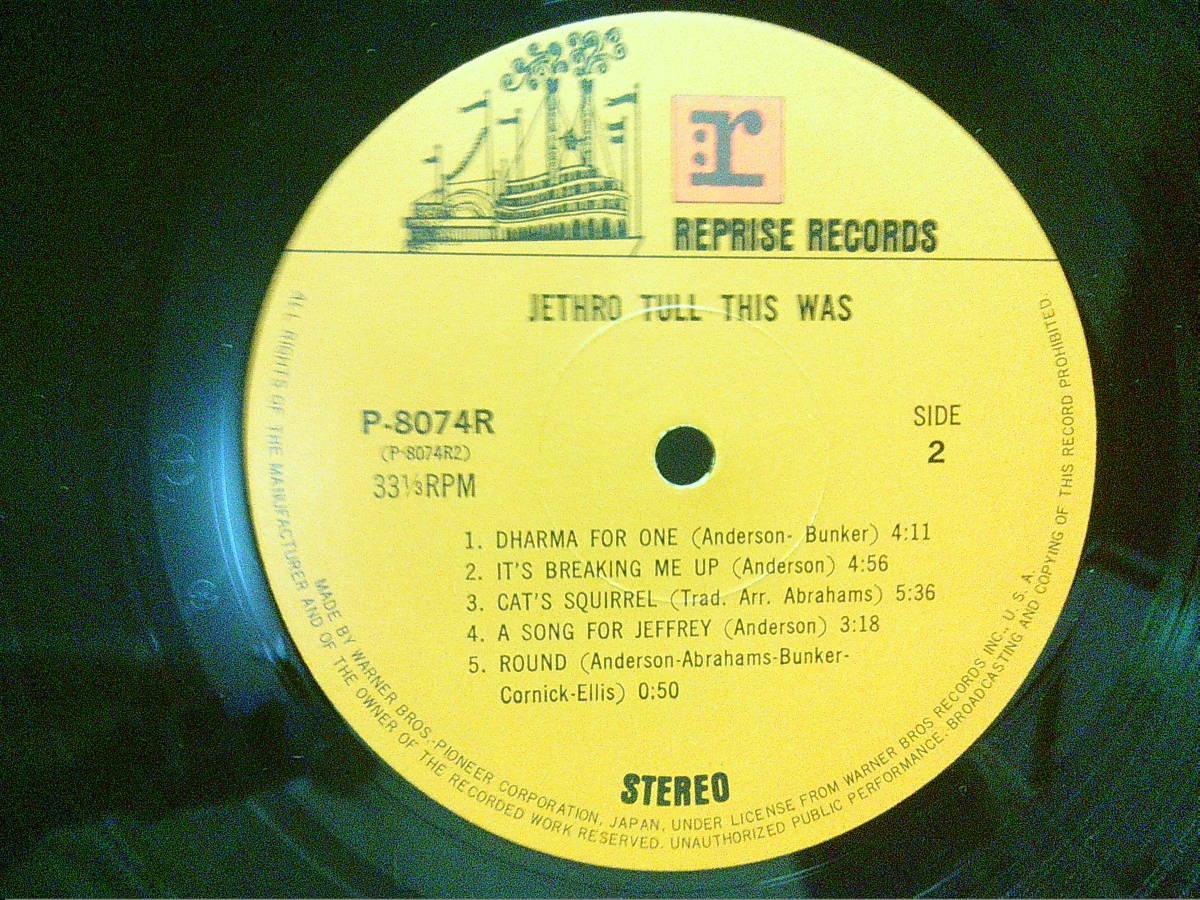 r
REPRISE RECORDS
JETHRO TULL THIS WAS
P-8074R
(P-8074R2)
33⅓RPM
SIDE
2
1. DHARMA FOR ONE (Anderson- Bunker) 4:11
2. IT'S BREAKING ME UP (Anderson) 4:56
3. CAT'S SQUIRREL (Trad. Arr. Abrahams) 5:36
4. A SONG FOR JEFFREY (Anderson) 3:18
5. ROUND (Anderson-Abrahams-Bunker-
Cornick-Ellis) 0:50
STEREO
MADE BY WARNER BROS.-PIONEER CORPORATION, JAPAN, UNDER LICENSE FROM WARNER BROS RECORDS INC., U. S. A.
ALL RIGHTS OF THE MANUFACTURER AND OF THE OWNER OF THE RECORDED WORK RESERVED. UNAUTHORIZED PUBLIC PERFORMANCE. BROADCASTING AND COPYING OF THIS RECORD PROHIBITED.